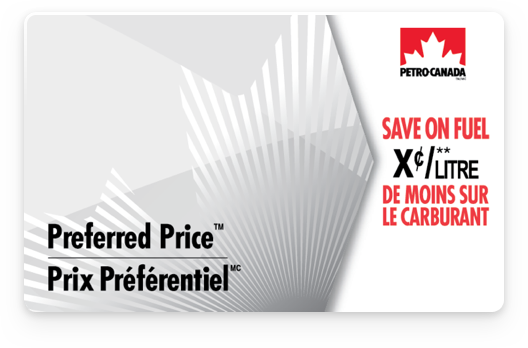 PETRO-CANADA
SAVE ON FUEL
X¢/LITRE**
DE MOINS SUR
LE CARBURANT
Preferred Price™
Prix Préférentiel MC